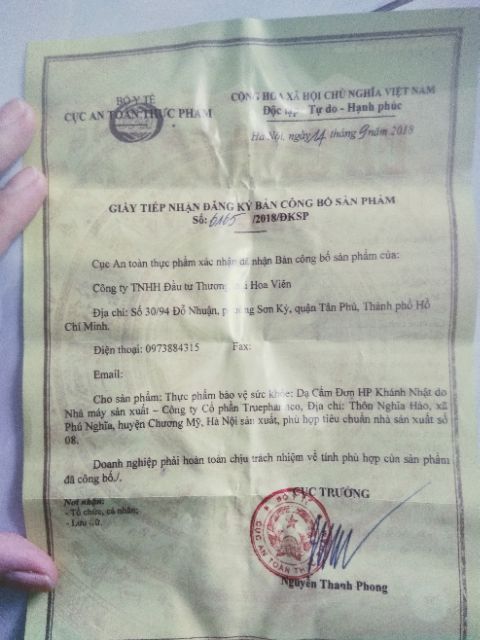 BỘ Y TẾ
CỤC AN TOÀN THỰC PHẨM
CỘNG HÒA XÃ HỘI CHỦ NGHĨA VIỆT NAM
Độc lập - Tự do - Hạnh phúc
Hà Nội, ngày 14 tháng 9 năm 2018
GIẤY TIẾP NHẬN ĐĂNG KÝ BẢN CÔNG BỐ SẢN PHẨM
Số: 6165 /2018/ĐKSP
Cục An toàn thực phẩm xác nhận đã nhận Bản công bố sản phẩm của:
Công ty TNHH Đầu tư Thương mại Hoa Viên
Địa chỉ: Số 30/94 Đỗ Nhuận, phường Sơn Kỳ, quận Tân Phú, Thành phố Hồ
Chí Minh.
Điện thoại: 0973884315 Fax:
Email:
Cho sản phẩm: Thực phẩm bảo vệ sức khỏe: Dạ Cẩm Đơn HP Khánh Nhật do
Nhà máy sản xuất – Công ty Cổ phần Truepharmco, Địa chỉ: Thôn Nghĩa Hảo, xã
Phú Nghĩa, huyện Chương Mỹ, Hà Nội sản xuất, phù hợp tiêu chuẩn nhà sản xuất số
08.
Doanh nghiệp phải hoàn toàn chịu trách nhiệm về tính phù hợp của sản phẩm
đã công bố./.
Nơi nhận:
- Tổ chức, cá nhân;
- Lưu
CỤC TRƯỞNG
BỘ Y TẾ
CỤC AN TOÀN
Nguyễn Thanh Phong